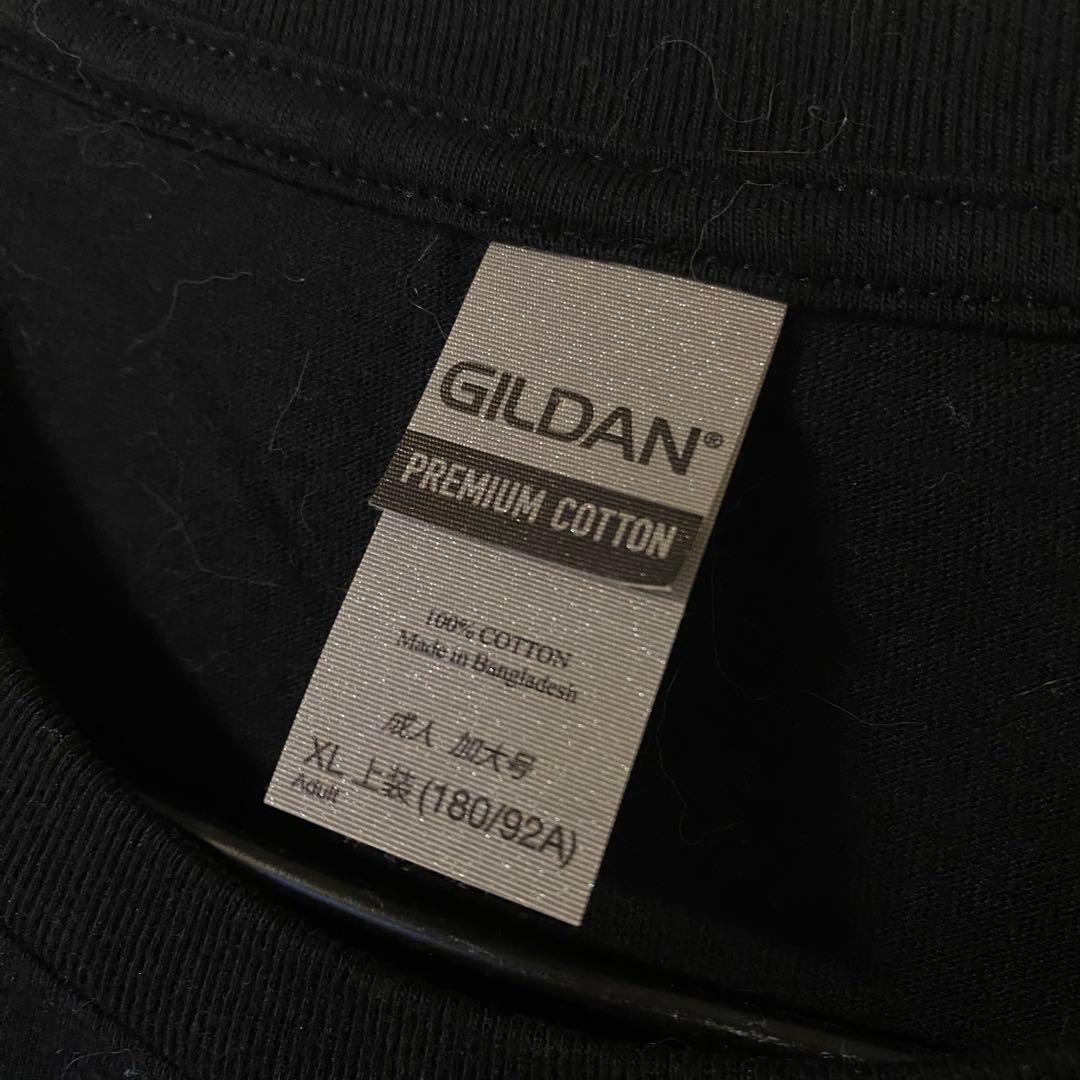 GILDAN®
PREMIUM COTTON
100% COTTON
Made in Bangladesh
成人 加大号
XL 上装 (180/92A)
Adult